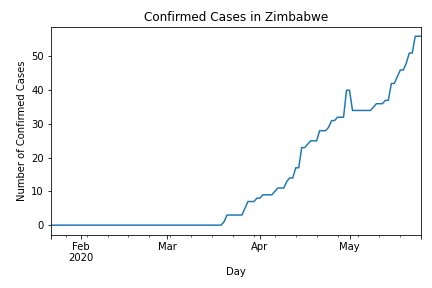 Confirmed Cases in Zimbabwe
Number of Confirmed Cases
50
40
30
20
10
0
Feb Mar Apr May
2020
Day